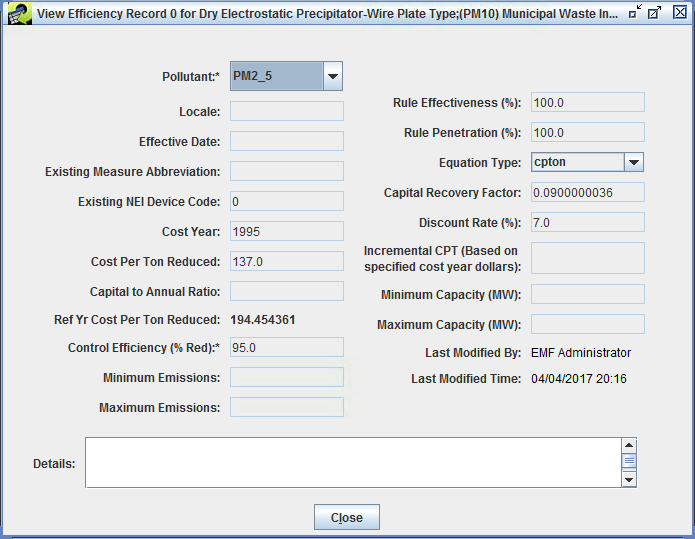 View Efficiency Record 0 for Dry Electrostatic Precipitator-Wire Plate Type;(PM10) Municipal Waste In...
Pollutant:* PM2_5
Locale:
Effective Date:
Existing Measure Abbreviation:
Existing NEI Device Code: 0
Cost Year: 1995
Cost Per Ton Reduced: 137.0
Capital to Annual Ratio:
Ref Yr Cost Per Ton Reduced: 194.454361
Control Efficiency (% Red):* 95.0
Minimum Emissions:
Maximum Emissions:
Rule Effectiveness (%): 100.0
Rule Penetration (%): 100.0
Equation Type: cpton
Capital Recovery Factor: 0.0900000036
Discount Rate (%): 7.0
Incremental CPT (Based on
specified cost year dollars):
Minimum Capacity (MW):
Maximum Capacity (MW):
Last Modified By: EMF Administrator
Last Modified Time: 04/04/2017 20:16
Details:
Close